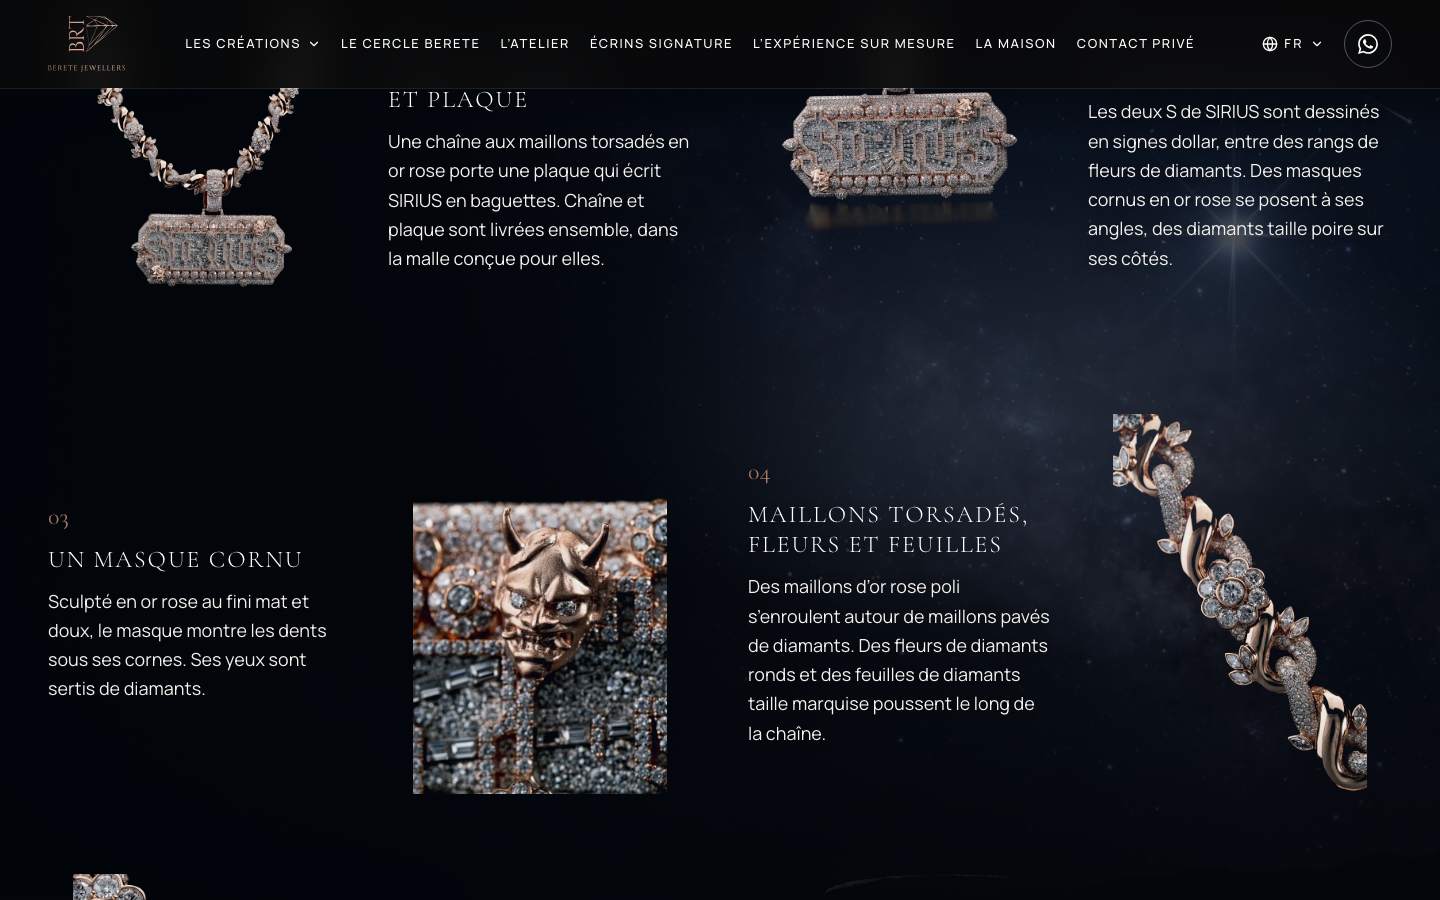 BRT
BERETE JEWELLERS
LES CRÉATIONS
LE CERCLE BERETE
L’ATELIER
ÉCRINS SIGNATURE
L’EXPÉRIENCE SUR MESURE
LA MAISON
CONTACT PRIVÉ
FR
ET PLAQUE
Une chaîne aux maillons torsadés en
or rose porte une plaque qui écrit
SIRIUS en baguettes. Chaîne et
plaque sont livrées ensemble, dans
la malle conçue pour elles.
SIRIUS
SIRIUS
Les deux S de SIRIUS sont dessinés
en signes dollar, entre des rangs de
fleurs de diamants. Des masques
cornus en or rose se posent à ses
angles, des diamants taille poire sur
ses côtés.
03
UN MASQUE CORNU
Sculpté en or rose au fini mat et
doux, le masque montre les dents
sous ses cornes. Ses yeux sont
sertis de diamants.
04
MAILLONS TORSADÉS,
FLEURS ET FEUILLES
Des maillons d’or rose poli
s’enroulent autour de maillons pavés
de diamants. Des fleurs de diamants
ronds et des feuilles de diamants
taille marquise poussent le long de
la chaîne.